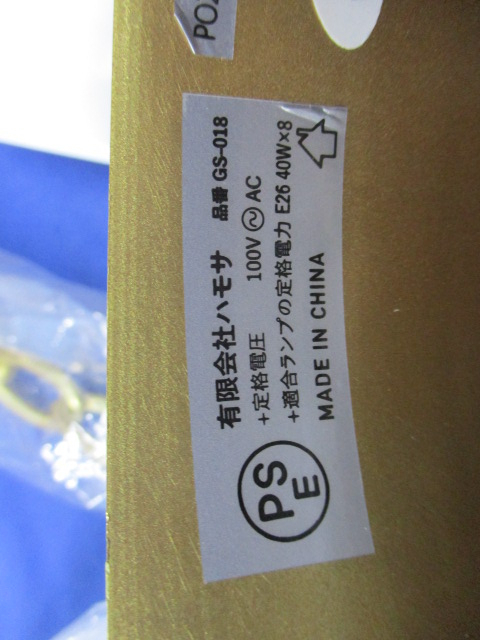 PO
有限会社ハモサ 品番 GS-018
+定格電圧 100V AC
+適合ランプの定格電力 E26 40W×8
MADE IN CHINA
PS
E